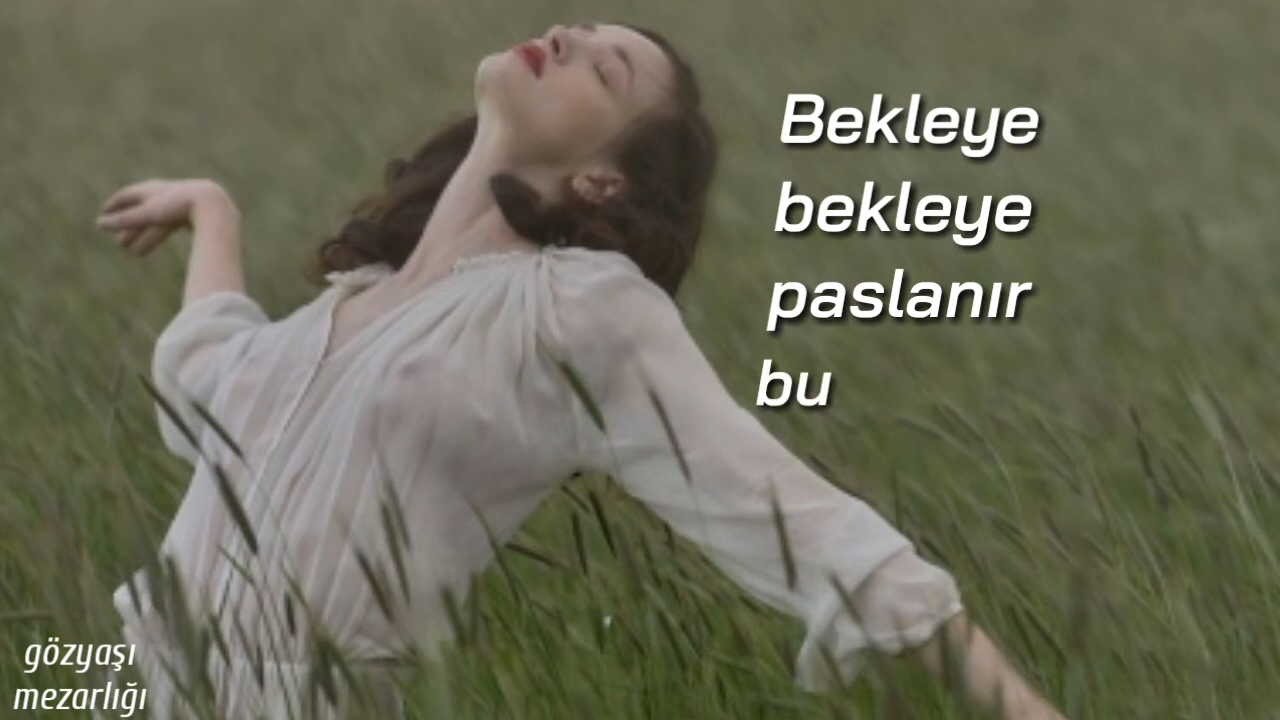 Bekleye
bekleye
paslanır
bu
gözyaşı
mezarlığı